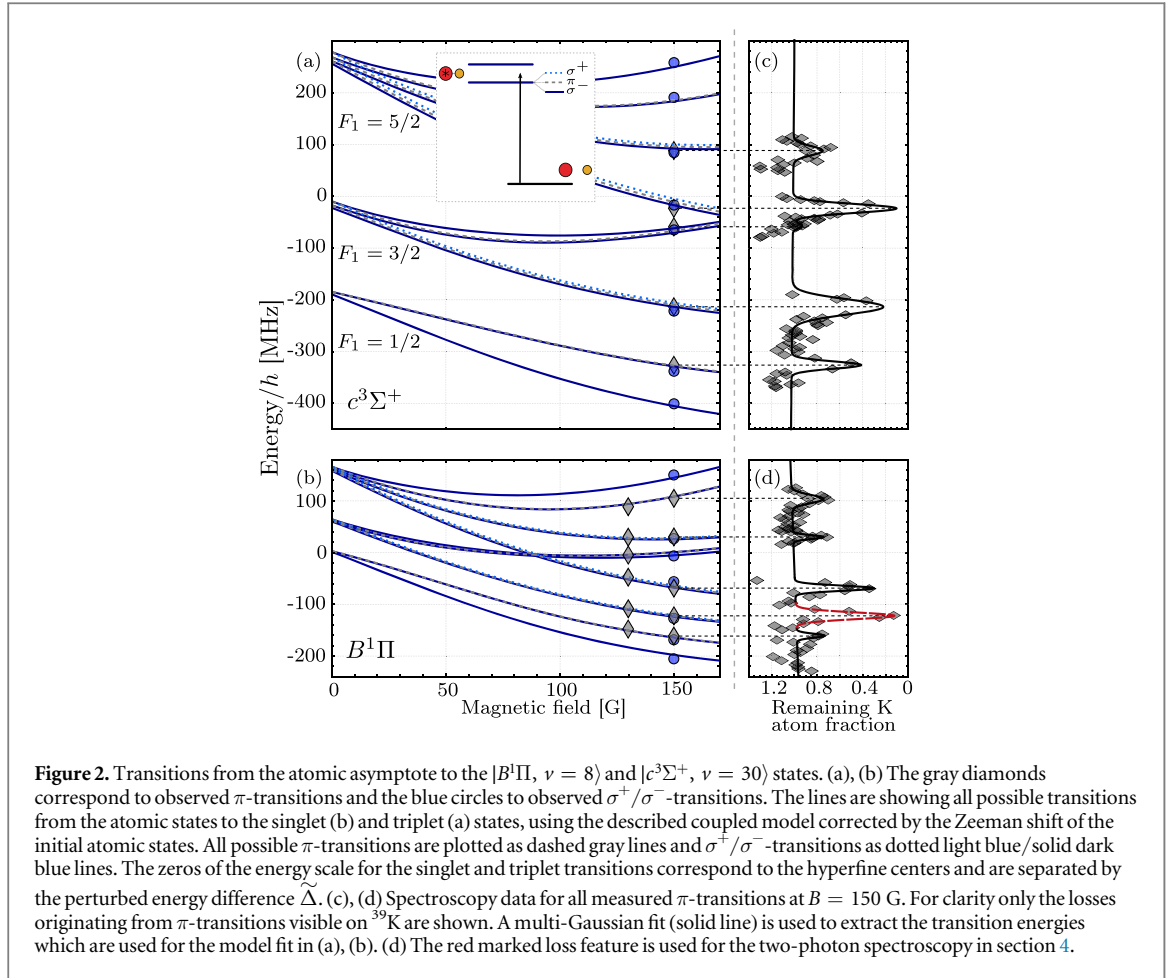 (a)
200
100
0
-100
-200
-300
-400
F₁ = 5/2
F₁ = 3/2
F₁ = 1/2
c³Σ⁺
σ⁺
π
σ⁻
*
(c)
Energy/h [MHz]
(b)
100
0
-100
-200
B¹Π
0 50 100 150
Magnetic field [G]
(d)
1.2 0.8 0.4 0
Remaining K
atom fraction
Figure 2. Transitions from the atomic asymptote to the |B¹Π, ν = 8⟩ and |c³Σ⁺, ν = 30⟩ states. (a), (b) The gray diamonds
correspond to observed π-transitions and the blue circles to observed σ⁺/σ⁻-transitions. The lines are showing all possible transitions
from the atomic states to the singlet (b) and triplet (a) states, using the described coupled model corrected by the Zeeman shift of the
initial atomic states. All possible π-transitions are plotted as dashed gray lines and σ⁺/σ⁻-transitions as dotted light blue/solid dark
blue lines. The zeros of the energy scale for the singlet and triplet transitions correspond to the hyperfine centers and are separated by
the perturbed energy difference Δ̃. (c), (d) Spectroscopy data for all measured π-transitions at B = 150 G. For clarity only the losses
originating from π-transitions visible on ³⁹K are shown. A multi-Gaussian fit (solid line) is used to extract the transition energies
which are used for the model fit in (a), (b). (d) The red marked loss feature is used for the two-photon spectroscopy in section 4.